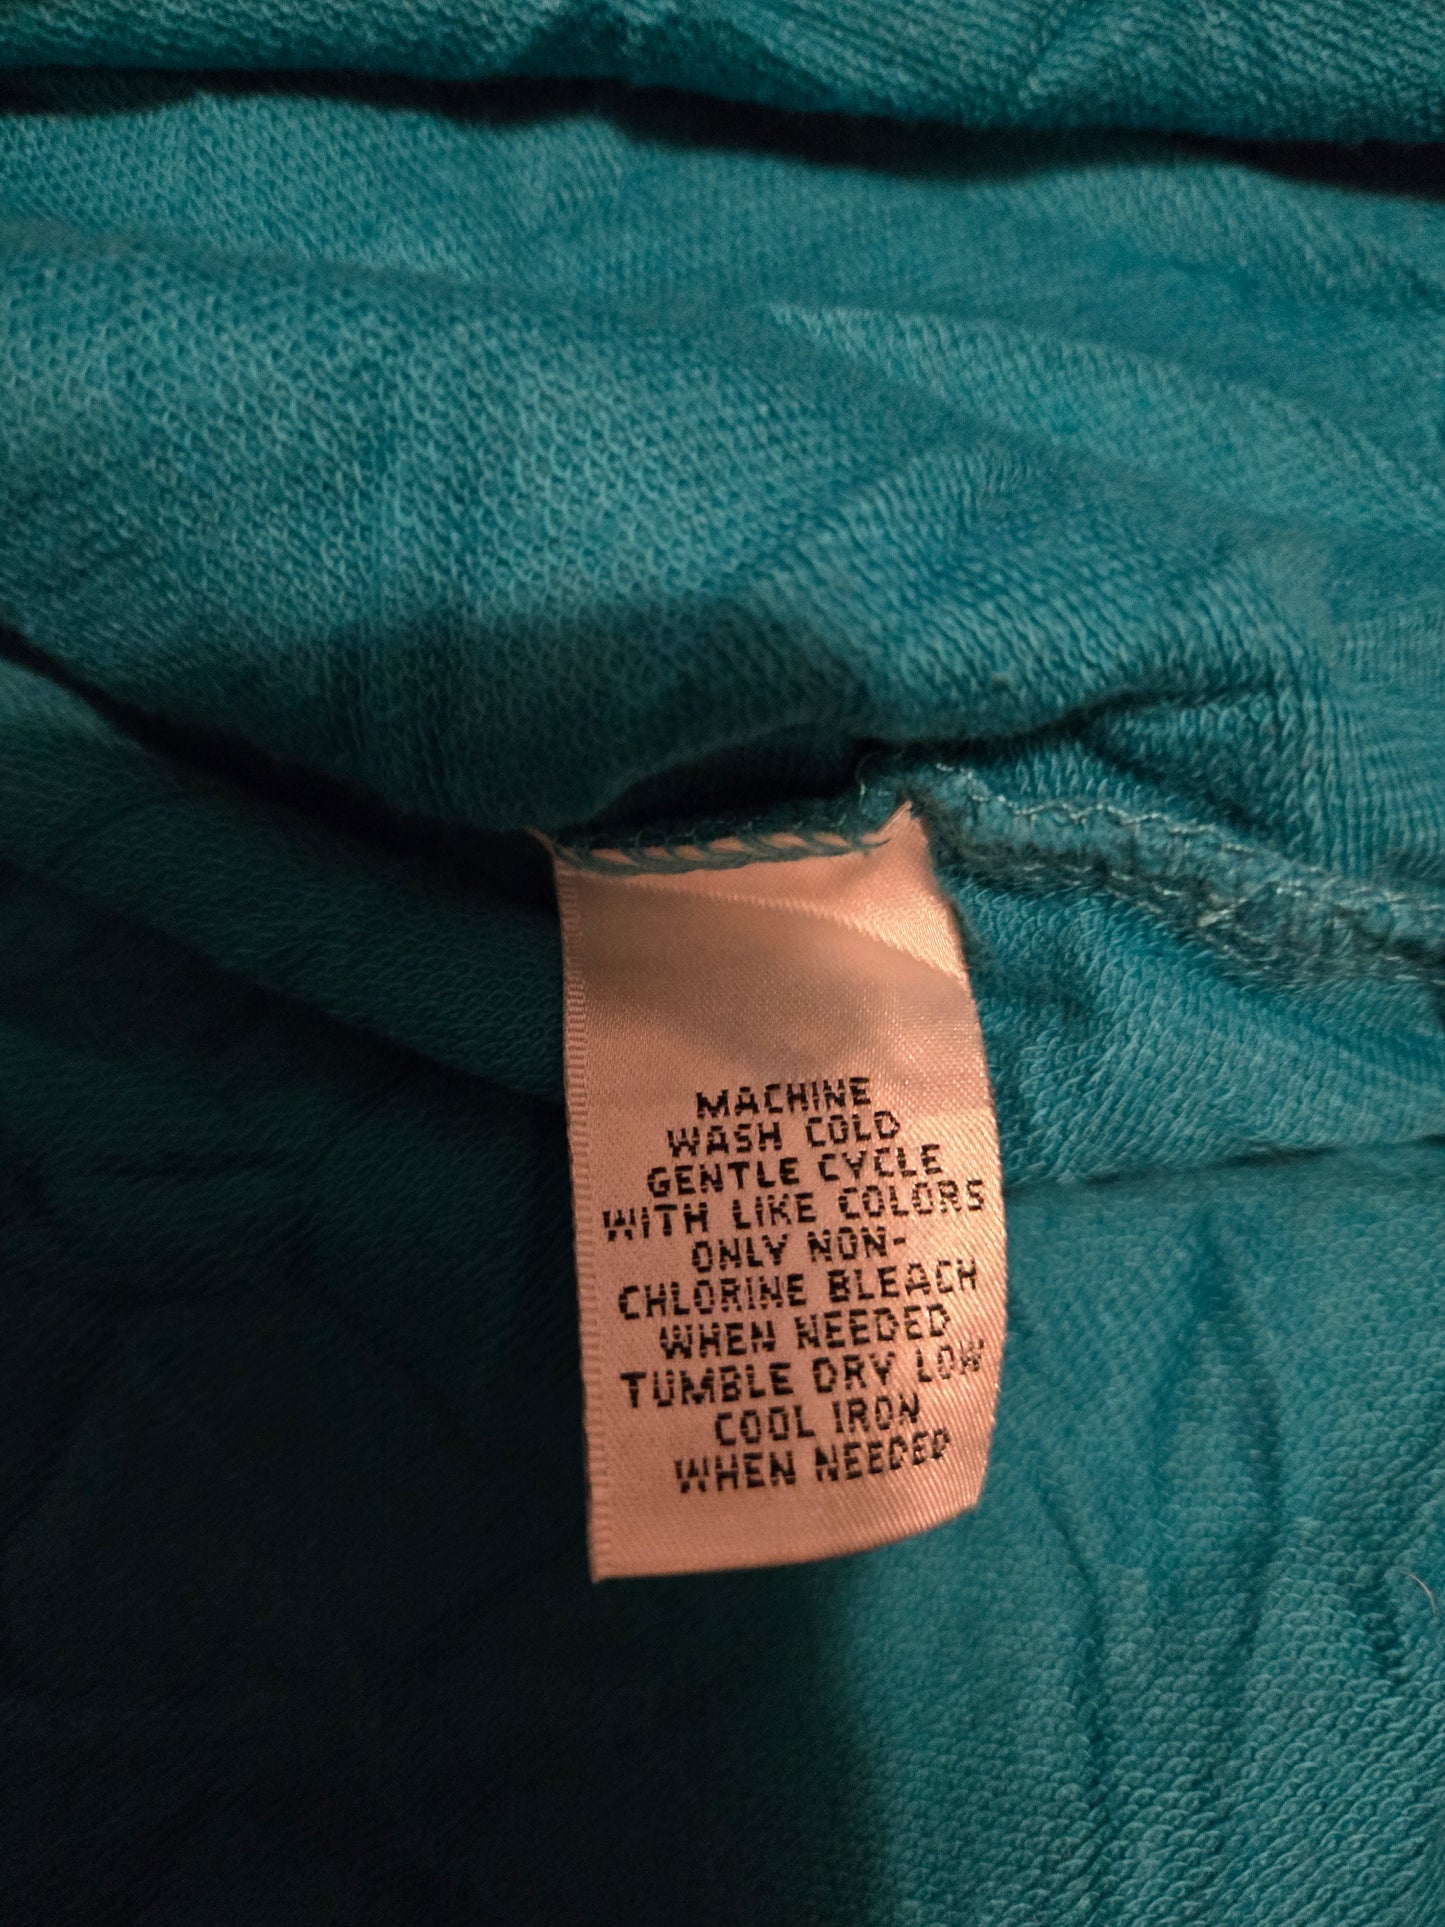 MACHINE
WASH COLD
GENTLE CYCLE
WITH LIKE COLORS
ONLY NON-
CHLORINE BLEACH
WHEN NEEDED
TUMBLE DRY LOW
COOL IRON
WHEN NEEDED